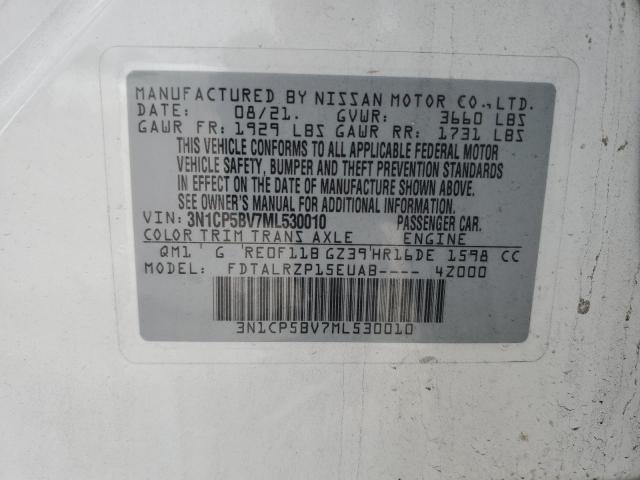 MANUFACTURED BY NISSAN MOTOR CO.,LTD.
DATE: 08/21. GVWR: 3660 LBS
GAWR FR: 1929 LBS GAWR RR: 1731 LBS
THIS VEHICLE CONFORMS TO ALL APPLICABLE FEDERAL MOTOR
VEHICLE SAFETY, BUMPER AND THEFT PREVENTION STANDARDS
IN EFFECT ON THE DATE OF MANUFACTURE SHOWN ABOVE.
SEE OWNER'S MANUAL FOR ADDITIONAL INFORMATION
VIN: 3N1CP5BV7ML530010 PASSENGER CAR.
COLOR TRIM TRANS AXLE ENGINE
QM1 G RE0F11B GZ39 HR16DE 1598 CC
MODEL: FDTALRZP15EUAB---- 4Z000
3N1CP5BV7ML530010